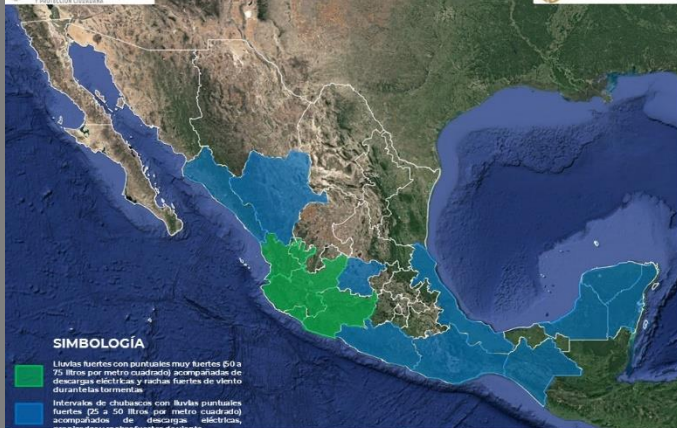 SIMBOLOGÍA
Lluvias fuertes con puntuales muy fuertes (50 a
75 litros por metro cuadrado) acompañadas de
descargas eléctricas y rachas fuertes de viento
durante las tormentas
Intervalos de chubascos con lluvias puntuales
fuertes (25 a 50 litros por metro cuadrado)
acompañados de descargas eléctricas,